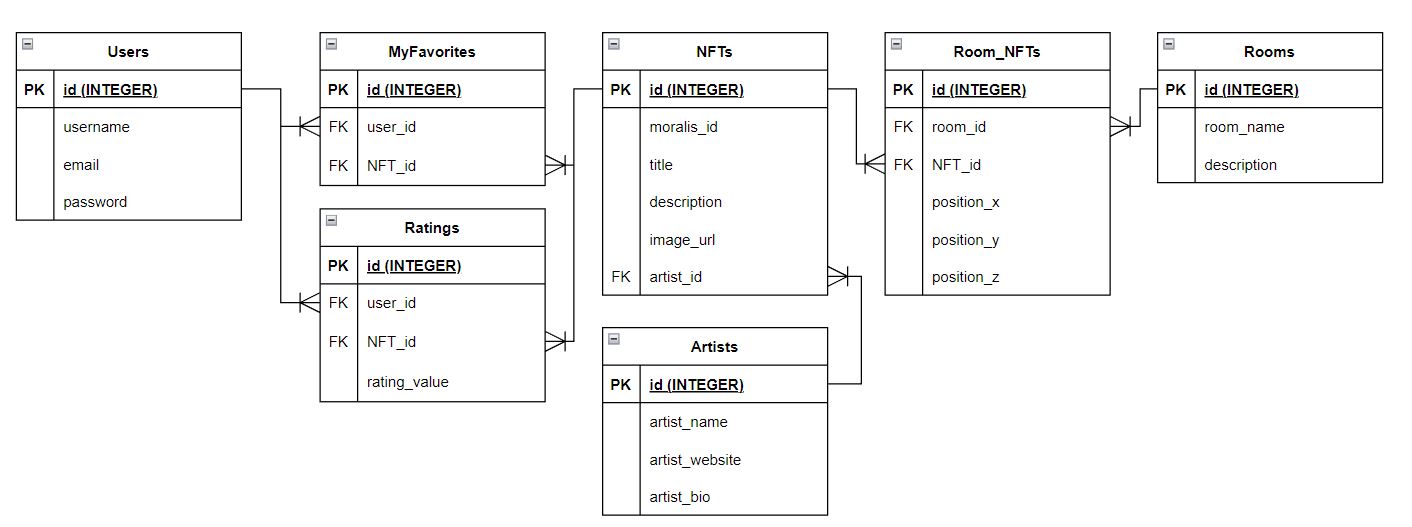 Users
PK id (INTEGER)
username
email
password
MyFavorites
PK id (INTEGER)
FK user_id
FK NFT_id
Ratings
PK id (INTEGER)
FK user_id
FK NFT_id
rating_value
NFTs
PK id (INTEGER)
moralis_id
title
description
image_url
FK artist_id
Artists
PK id (INTEGER)
artist_name
artist_website
artist_bio
Room_NFTs
PK id (INTEGER)
FK room_id
FK NFT_id
position_x
position_y
position_z
Rooms
PK id (INTEGER)
room_name
description